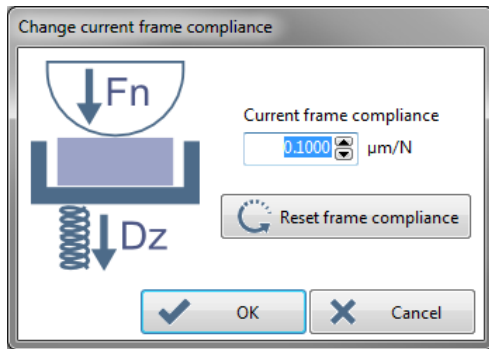 Change current frame compliance
Fn
Current frame compliance
0.1000 µm/N
Reset frame compliance
Dz
OK Cancel